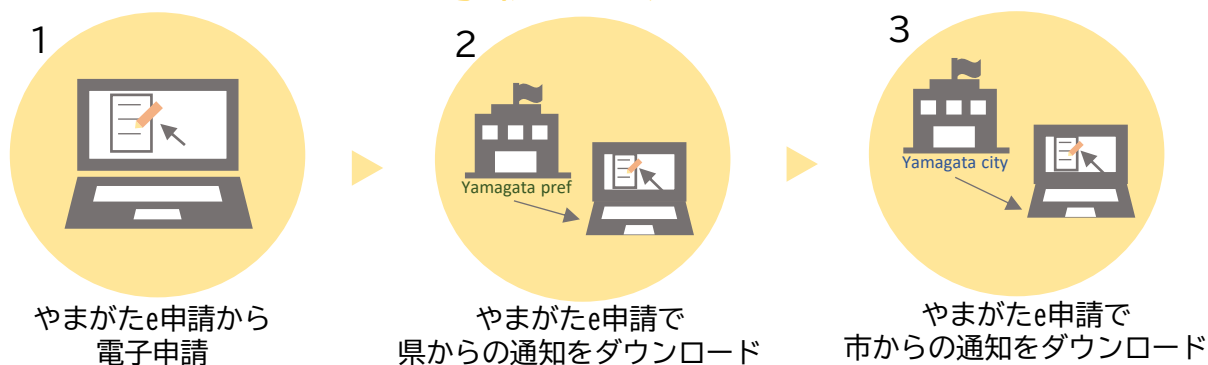 1
2
3
Yamagata pref
Yamagata city
やまがたe申請から
電子申請
やまがたe申請で
県からの通知をダウンロード
やまがたe申請で
市からの通知をダウンロード